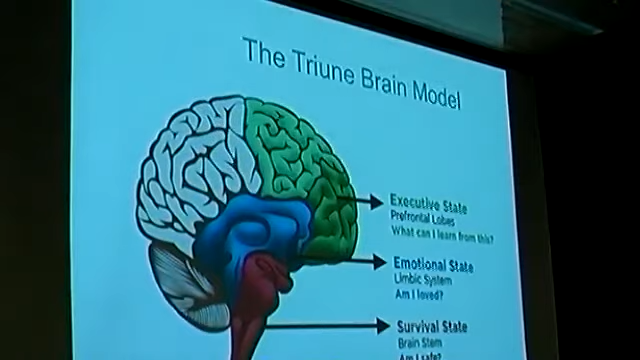 The Triune Brain Model
Executive State
Prefrontal Lobes
What can I learn from this?
Emotional State
Limbic System
Am I loved?
Survival State
Brain Stem
Am I safe?